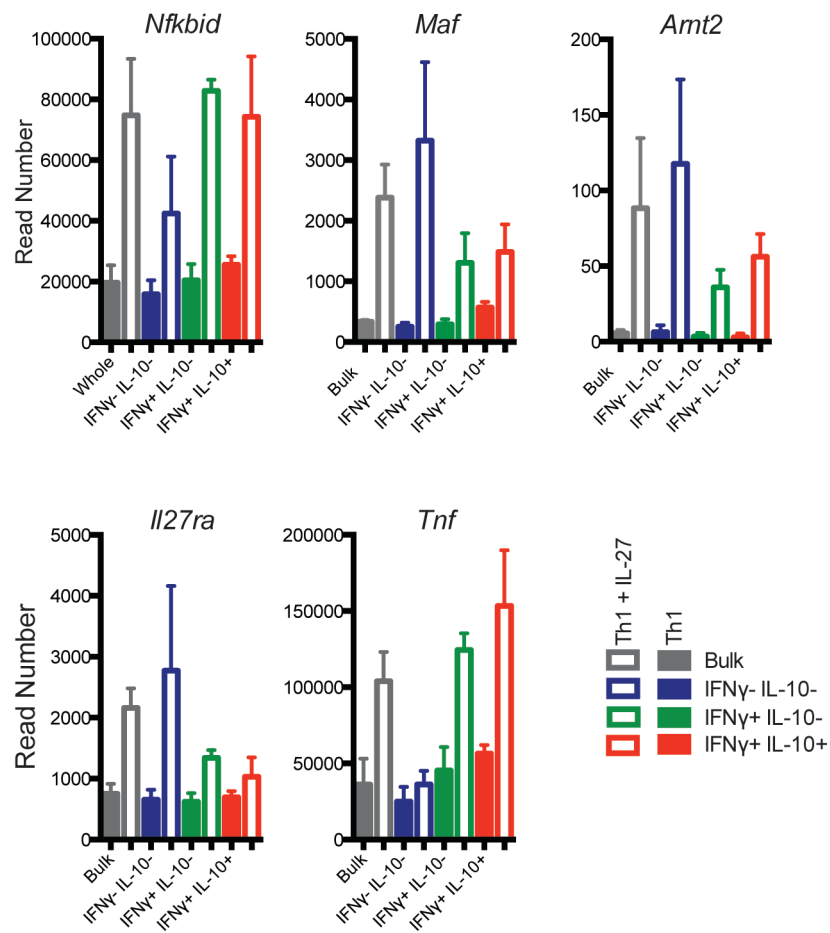 Nfkbid
Maf
Arnt2
Read Number
100000
80000
60000
40000
20000
0
Whole
IFNγ- IL-10-
IFNγ+ IL-10-
IFNγ+ IL-10+
5000
4000
3000
2000
1000
0
Bulk
IFNγ- IL-10-
IFNγ+ IL-10-
IFNγ+ IL-10+
200
150
100
50
0
Bulk
IFNγ- IL-10-
IFNγ+ IL-10-
IFNγ+ IL-10+
Il27ra
Tnf
Read Number
5000
4000
3000
2000
1000
0
Bulk
IFNγ- IL-10-
IFNγ+ IL-10-
IFNγ+ IL-10+
200000
150000
100000
50000
0
Bulk
IFNγ- IL-10-
IFNγ+ IL-10-
IFNγ+ IL-10+
Th1 + IL-27
Th1
Bulk
IFNγ- IL-10-
IFNγ+ IL-10-
IFNγ+ IL-10+